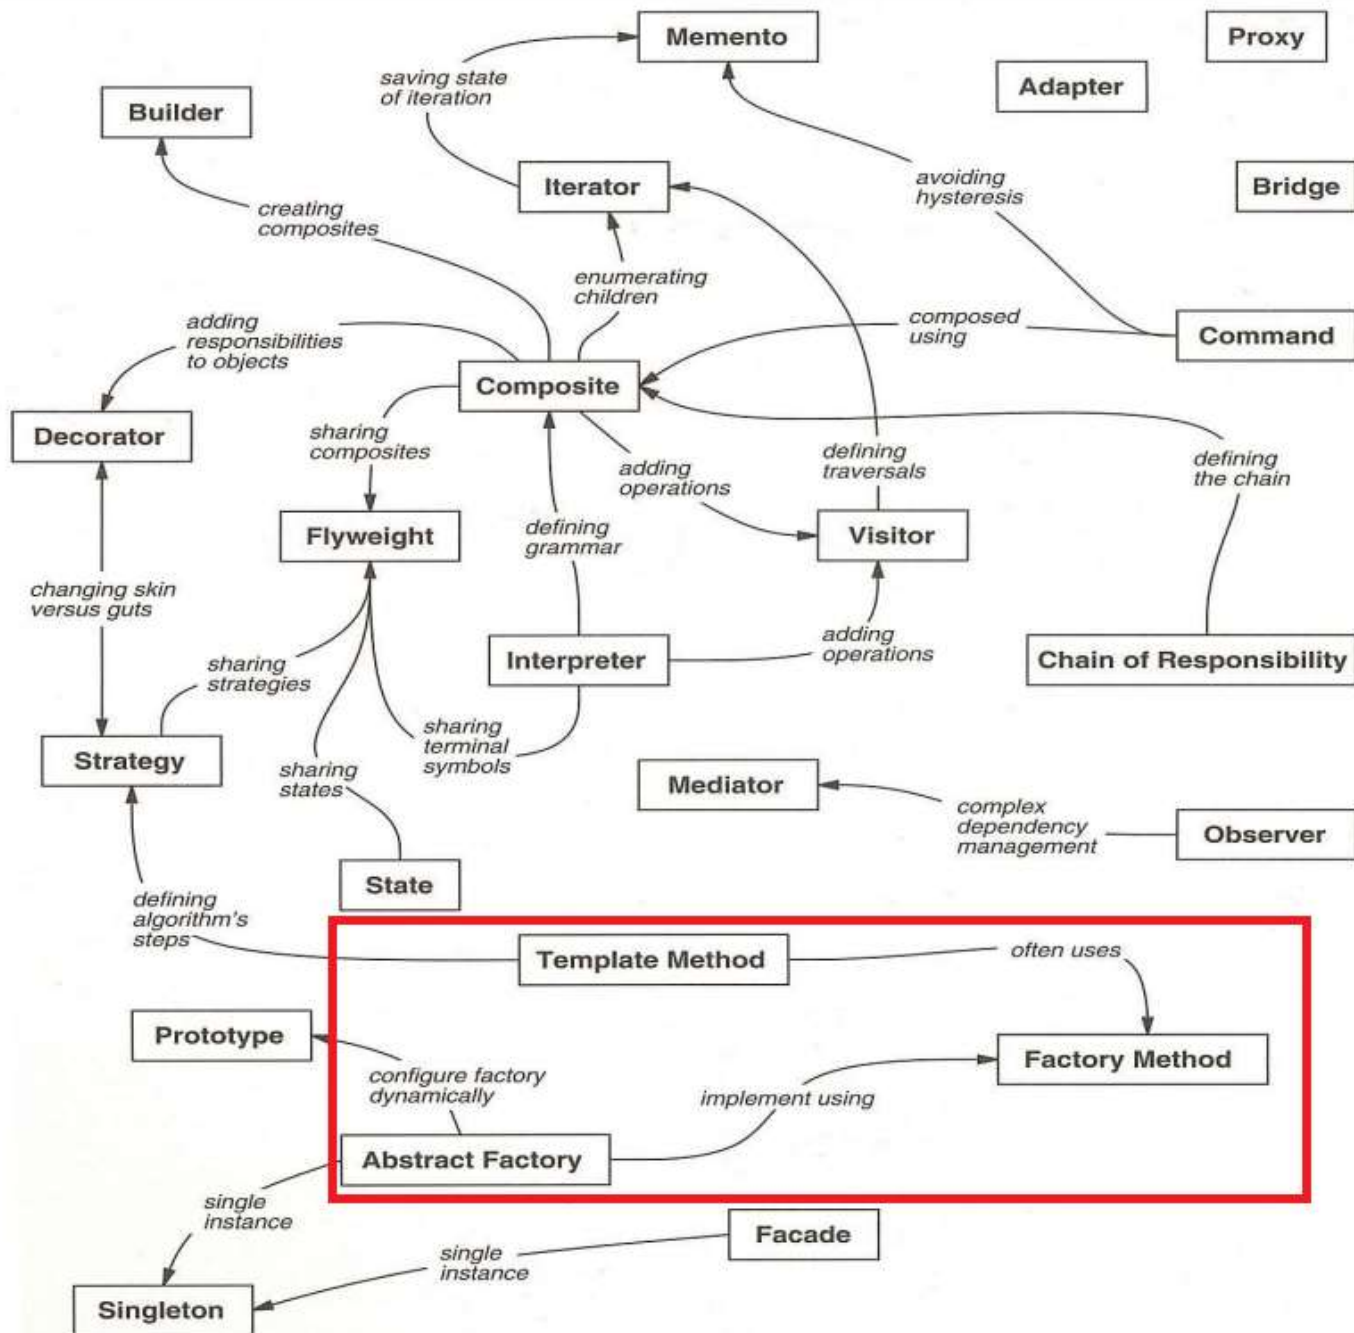 Memento
Proxy
Adapter
saving state
of iteration
Builder
Iterator
avoiding
hysteresis
Bridge
creating
composites
enumerating
children
adding
responsibilities
to objects
composed
using
Command
Composite
Decorator
sharing
composites
adding
operations
defining
traversals
defining
the chain
Flyweight
defining
grammar
Visitor
changing skin
versus guts
sharing
strategies
Interpreter
adding
operations
Chain of Responsibility
Strategy
sharing
terminal
symbols
sharing
states
Mediator
complex
dependency
management
Observer
State
defining
algorithm's
steps
Template Method
often uses
Prototype
Factory Method
configure factory
dynamically
implement using
Abstract Factory
single
instance
Facade
single
instance
Singleton